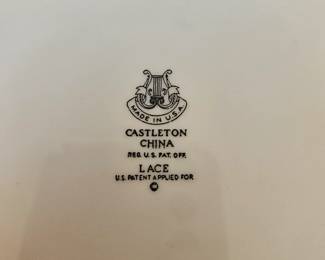 MADE IN U.S.A.
CASTLETON
CHINA
REG. U.S. PAT. OFF.
LACE
U.S. PATENT APPLIED FOR
©